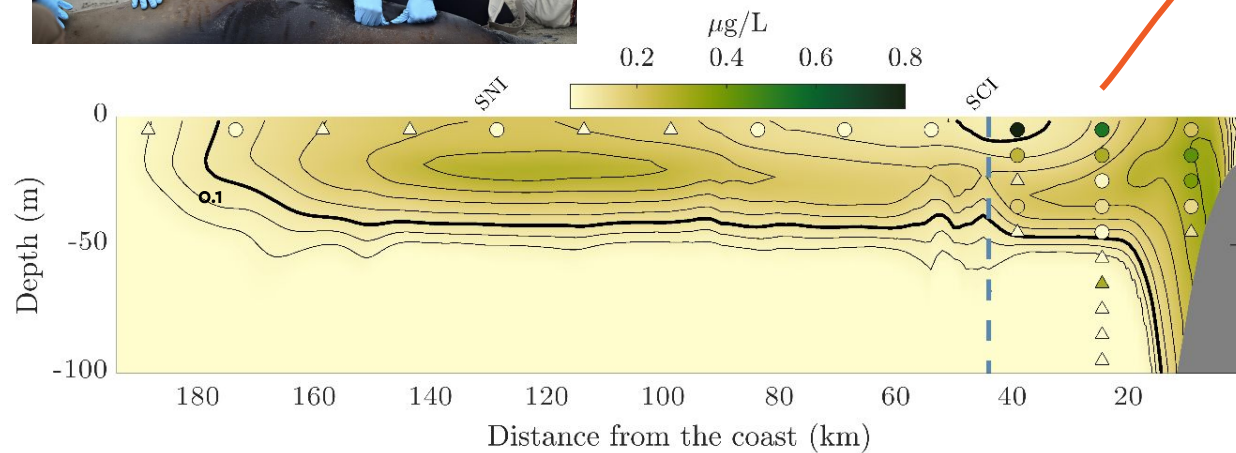 μg/L
0.2 0.4 0.6 0.8
SNI
SCI
0
0.1
-50
-100
Depth (m)
180 160 140 120 100 80 60 40 20
Distance from the coast (km)